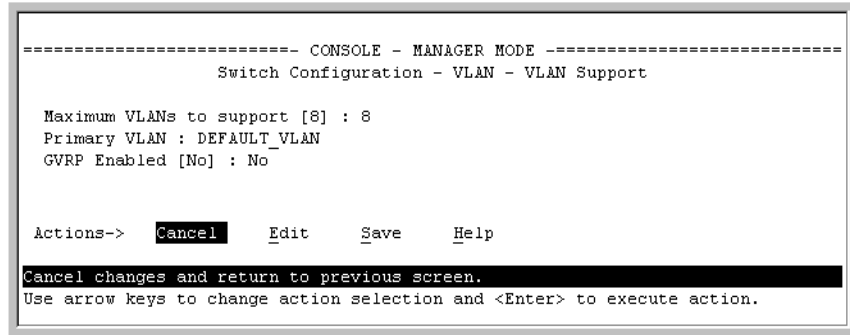 ==========================- CONSOLE - MANAGER MODE -============================
Switch Configuration - VLAN - VLAN Support
Maximum VLANs to support [8] : 8
Primary VLAN : DEFAULT_VLAN
GVRP Enabled [No] : No
Actions-> Cancel Edit Save Help
Cancel changes and return to previous screen.
Use arrow keys to change action selection and <Enter> to execute action.